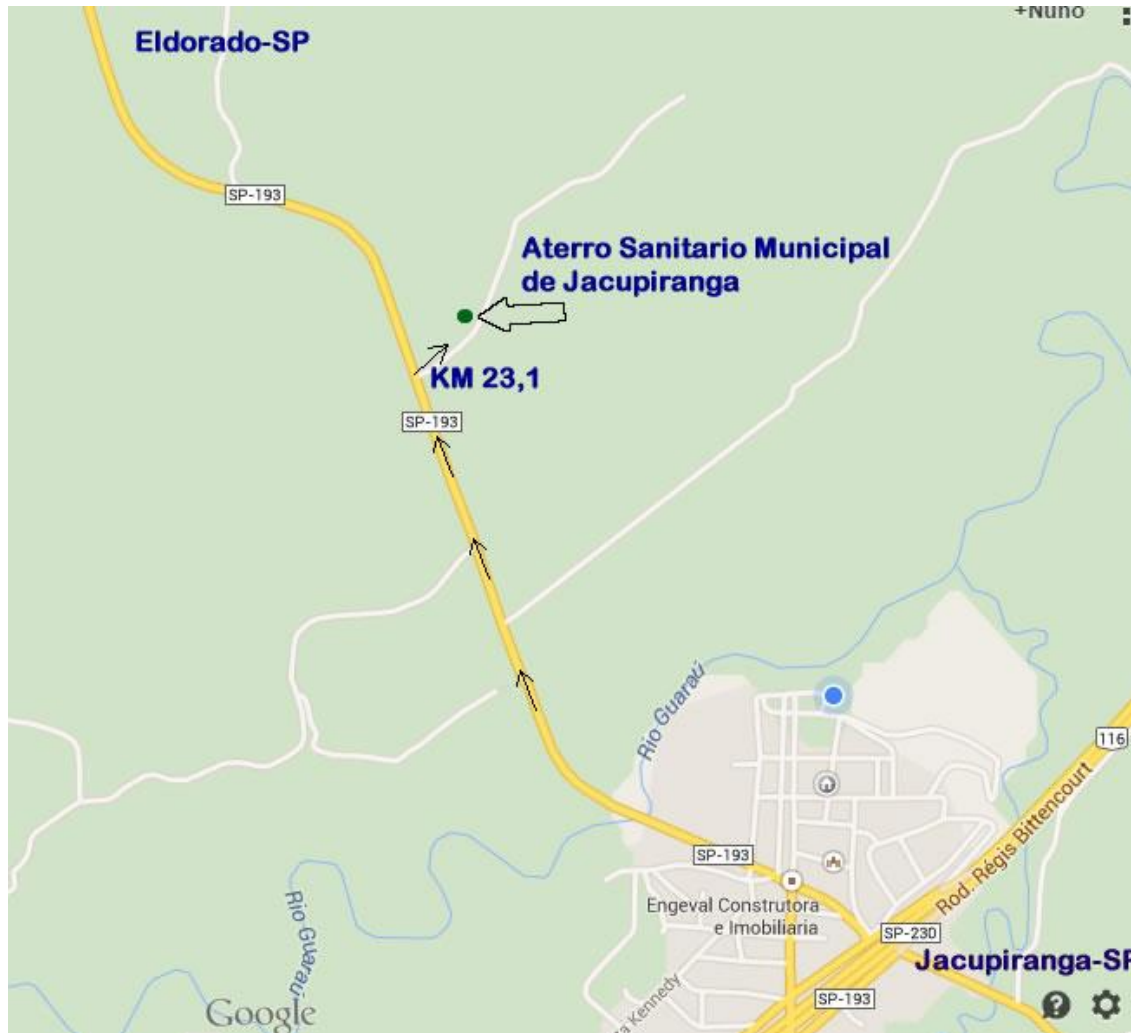 +Nuno
Eldorado-SP
SP-193
Aterro Sanitario Municipal
de Jacupiranga
KM 23,1
SP-193
Rio Guaraú
116
Rod. Régis Bittencourt
SP-193
Engeval Construtora
e Imobiliaria
SP-230
Rio Guaraú
Jacupiranga-SP
SP-193
Kennedy
Google